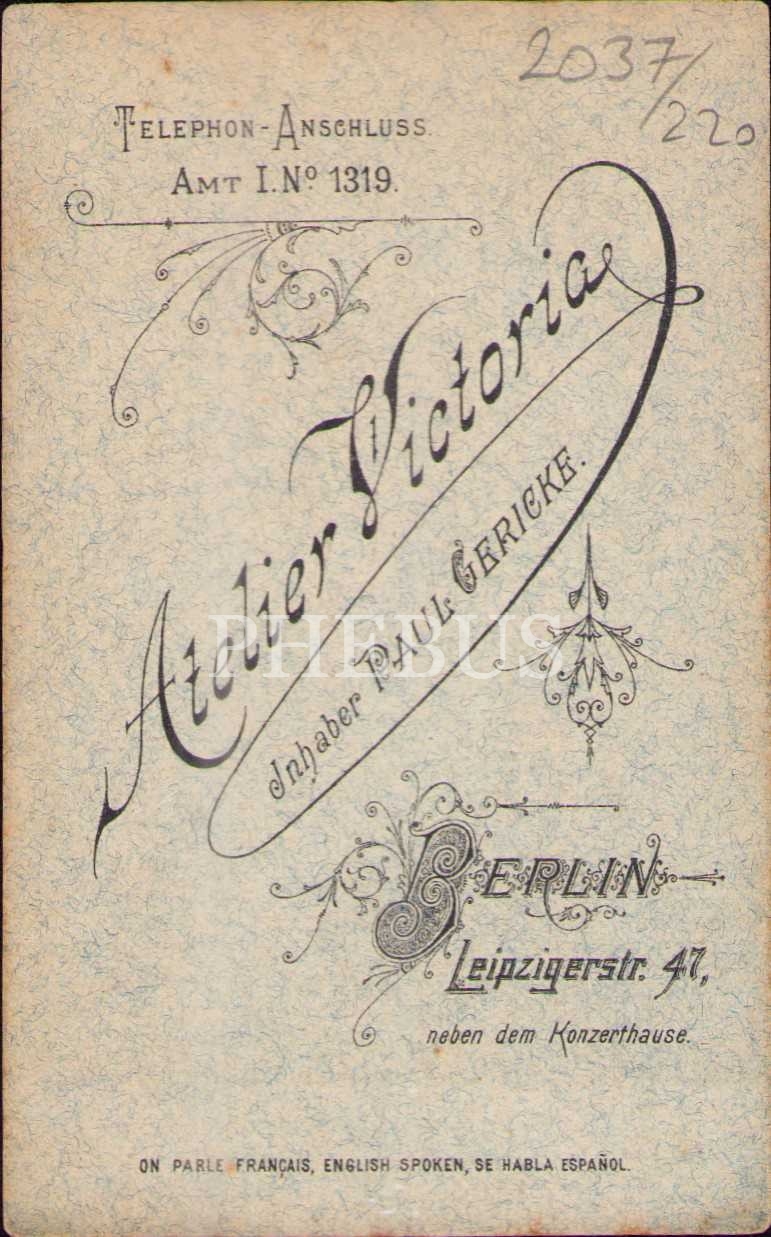 2037/220
TELEPHON-ANSCHLUSS.
AMT I. Nº 1319.
Atelier Victoria
Inhaber PAUL GERICKE.
PHEBUS
BERLIN
Leipzigerstr. 47,
neben dem Konzerthause.
ON PARLE FRANÇAIS, ENGLISH SPOKEN, SE HABLA ESPAÑOL.